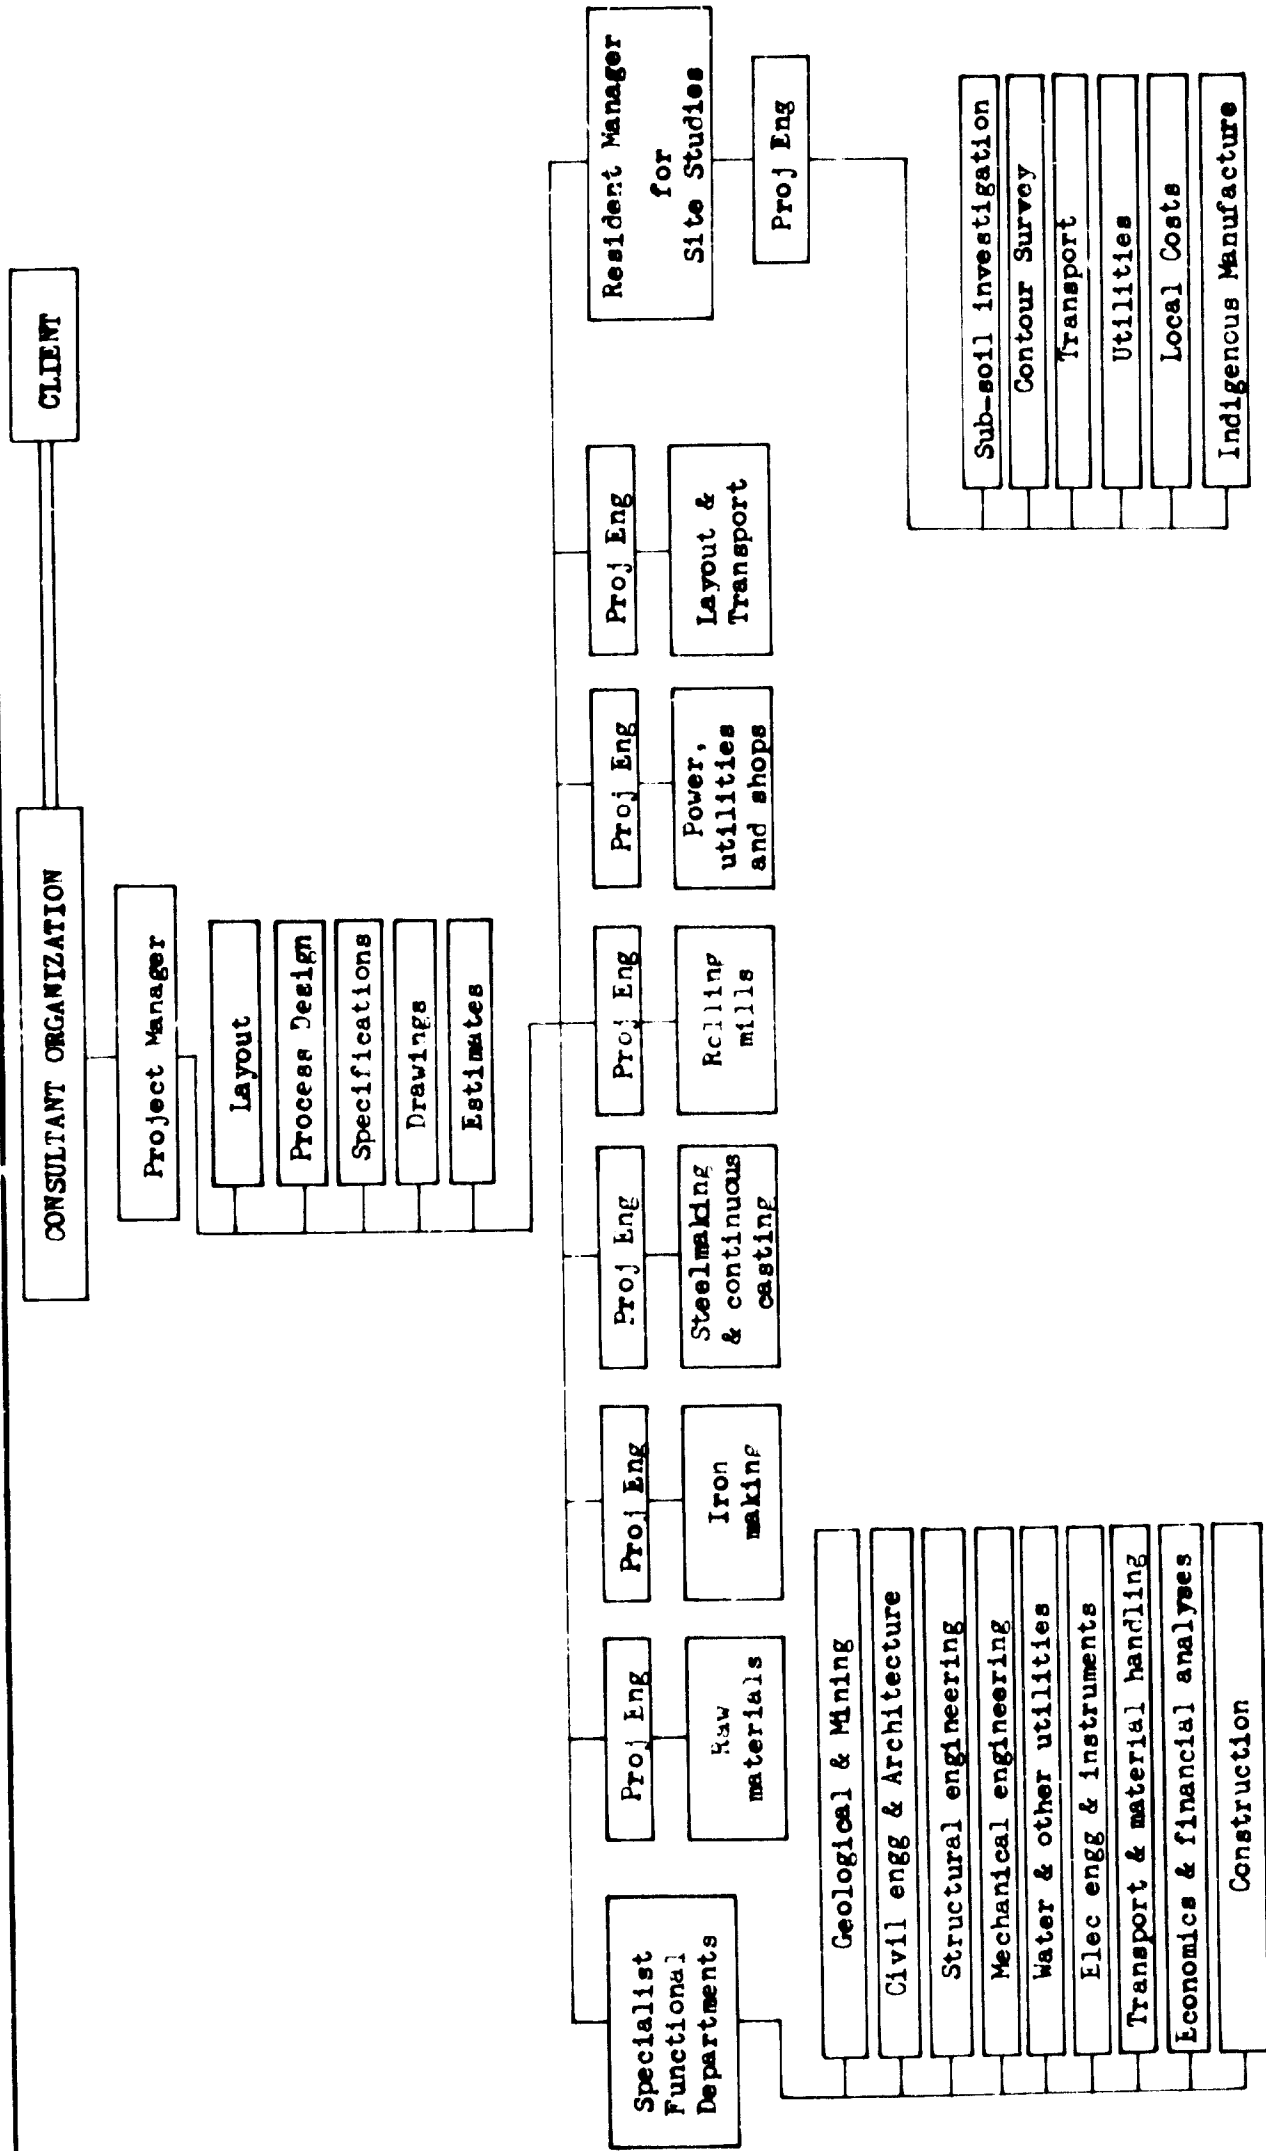 CONSULTANT ORGANIZATION
CLIENT
Project Manager
Layout
Process Design
Specifications
Drawings
Estimates
Specialist
Functional
Departments
Proj Eng
Raw
materials
Proj Eng
Iron
making
Proj Eng
Steelmaking
& continuous
casting
Proj Eng
Rolling
mills
Proj Eng
Power,
utilities
and shops
Proj Eng
Layout &
Transport
Resident Manager
for
Site Studies
Proj Eng
Geological & Mining
Civil engg & Architecture
Structural engineering
Mechanical engineering
Water & other utilities
Elec engg & instruments
Transport & material handling
Economics & financial analyses
Construction
Sub-soil investigation
Contour Survey
Transport
Utilities
Local Costs
Indigenous Manufacture